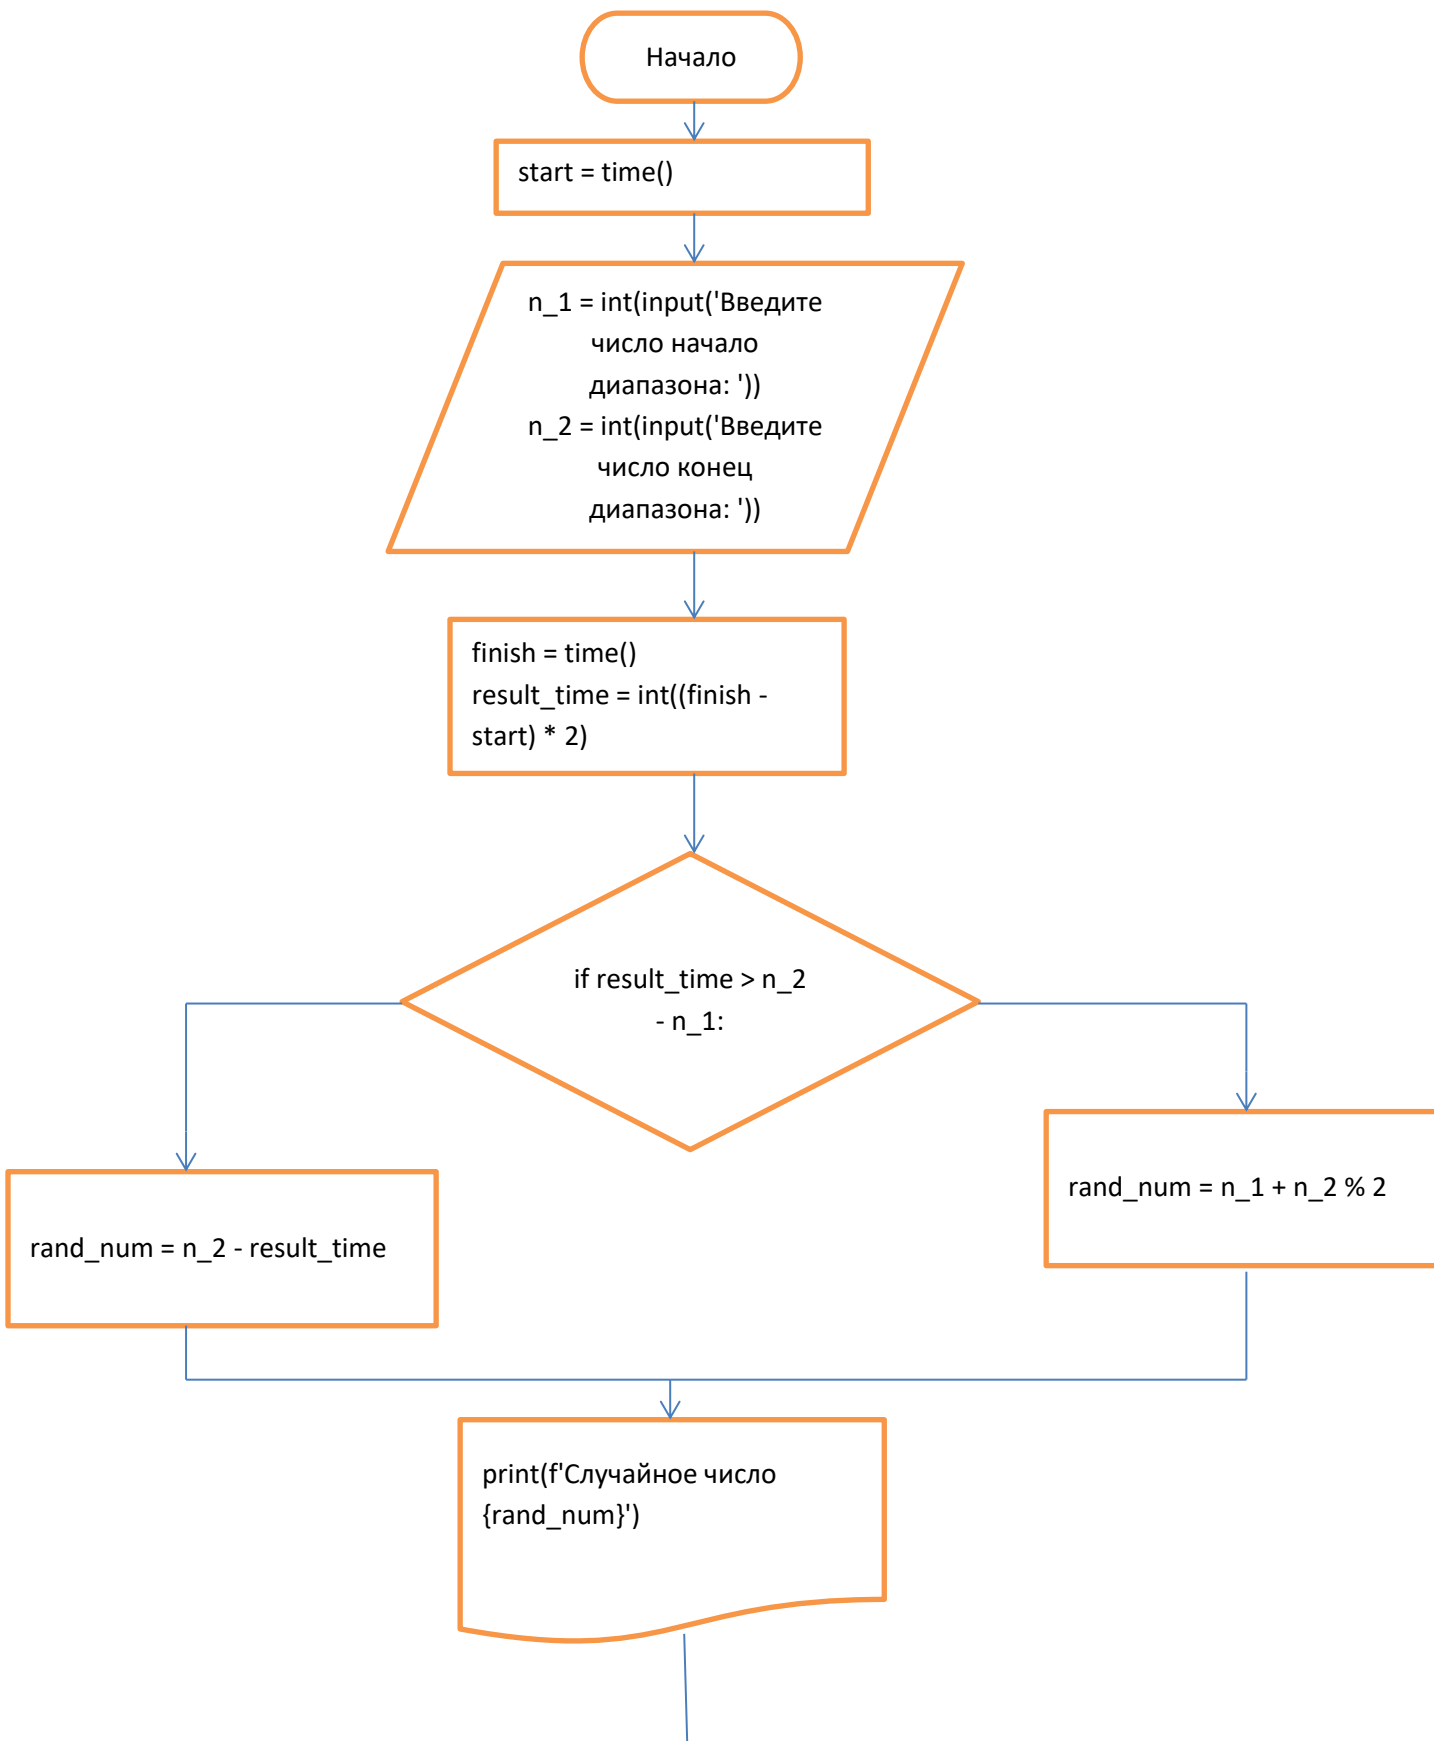 Начало
start = time()
n_1 = int(input('Введите
число начало
диапазона: '))
n_2 = int(input('Введите
число конец
диапазона: '))
finish = time()
result_time = int((finish -
start) * 2)
if result_time > n_2
- n_1:
rand_num = n_1 + n_2 % 2
rand_num = n_2 - result_time
print(f'Случайное число
{rand_num}')